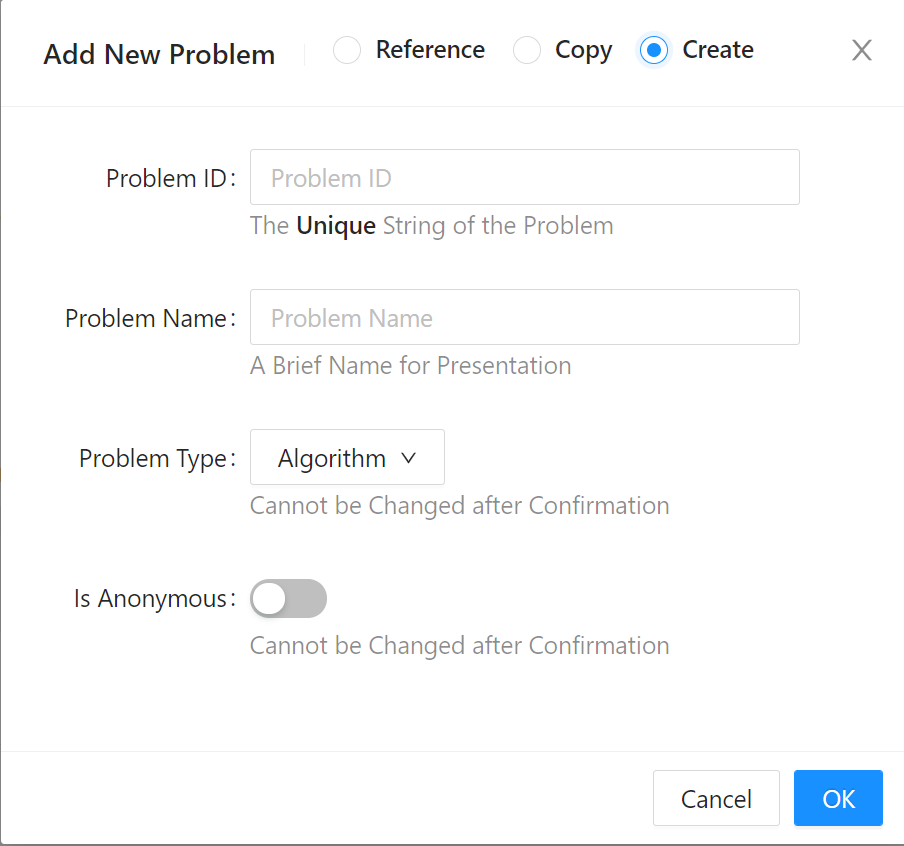 Add New Problem Reference Copy Create
Problem ID: Problem ID
The Unique String of the Problem
Problem Name: Problem Name
A Brief Name for Presentation
Problem Type: Algorithm
Cannot be Changed after Confirmation
Is Anonymous:
Cannot be Changed after Confirmation
Cancel OK